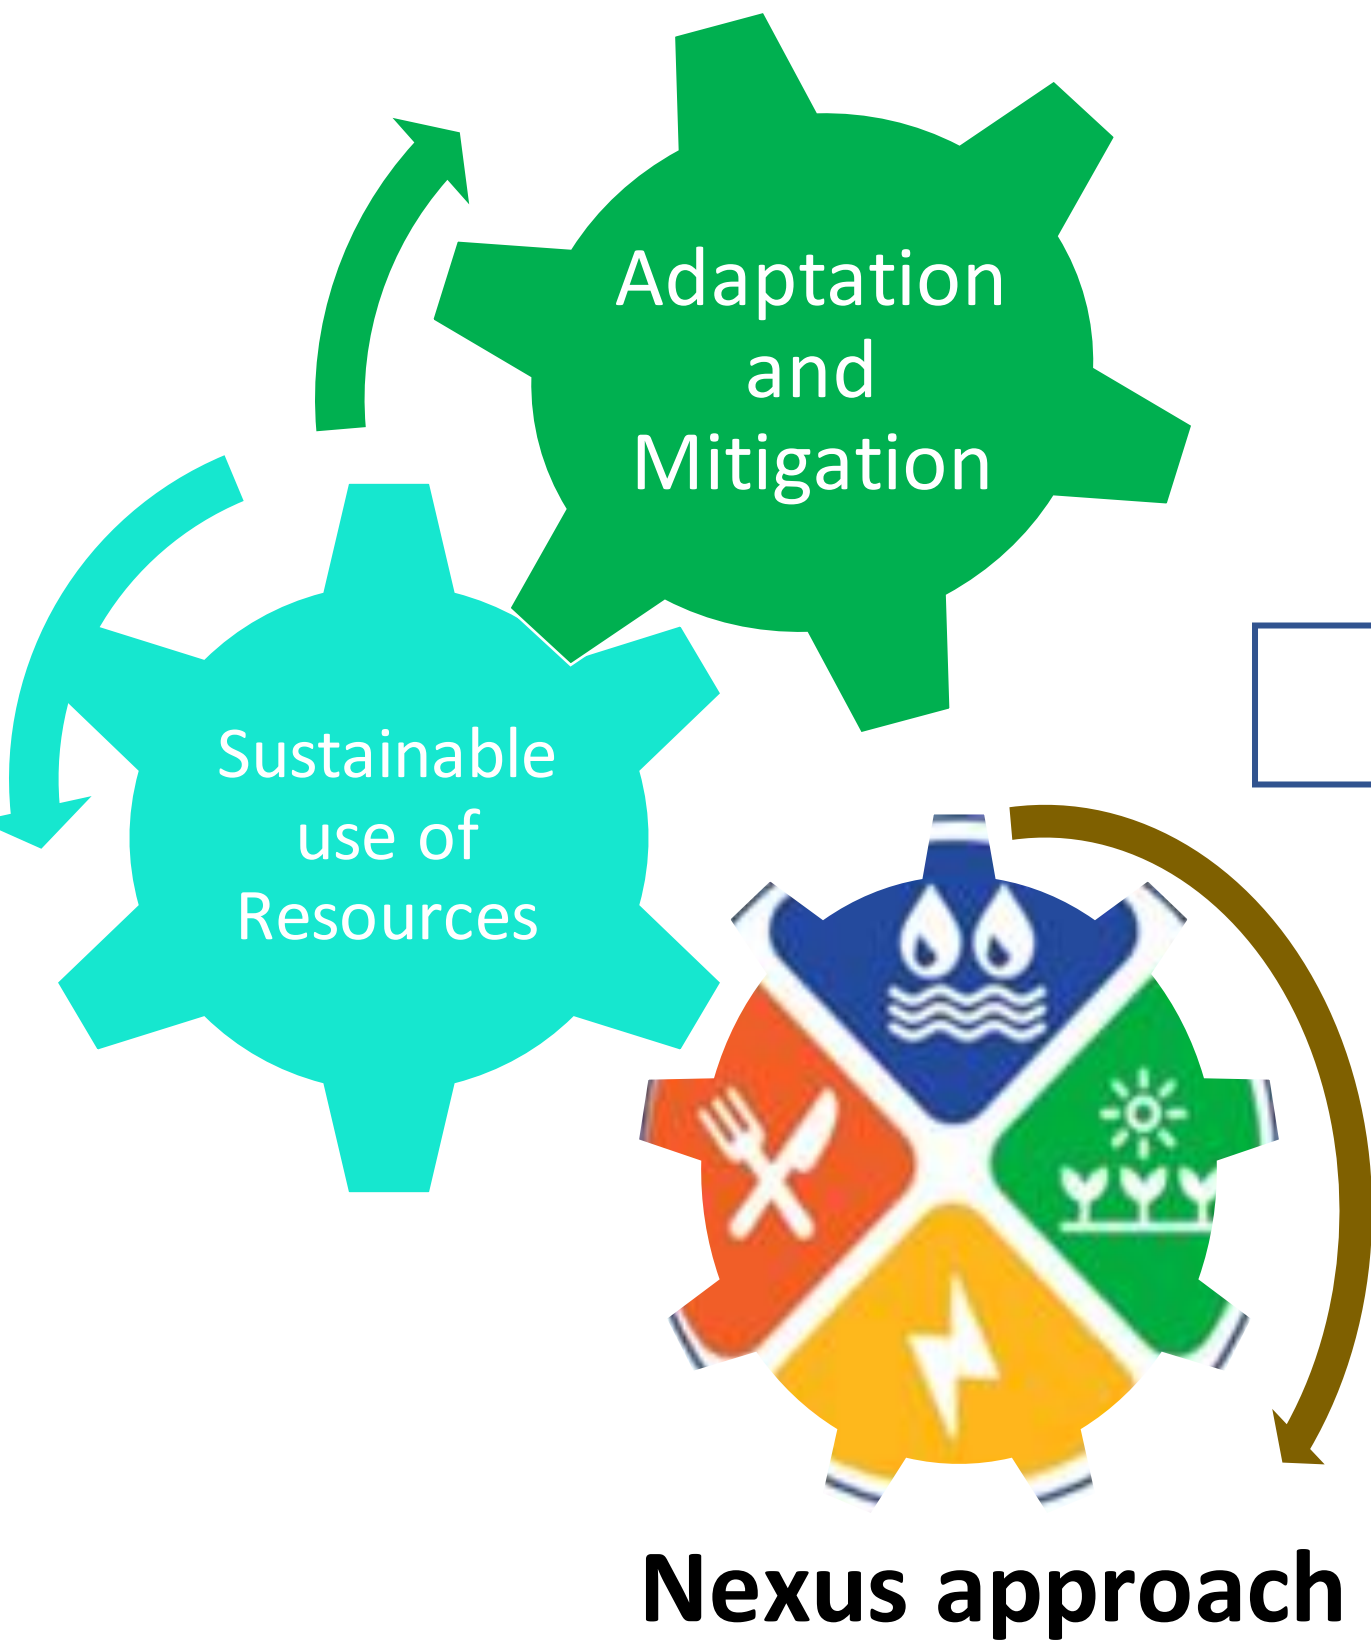 Adaptation
and
Mitigation
Sustainable
use of
Resources
Nexus approach